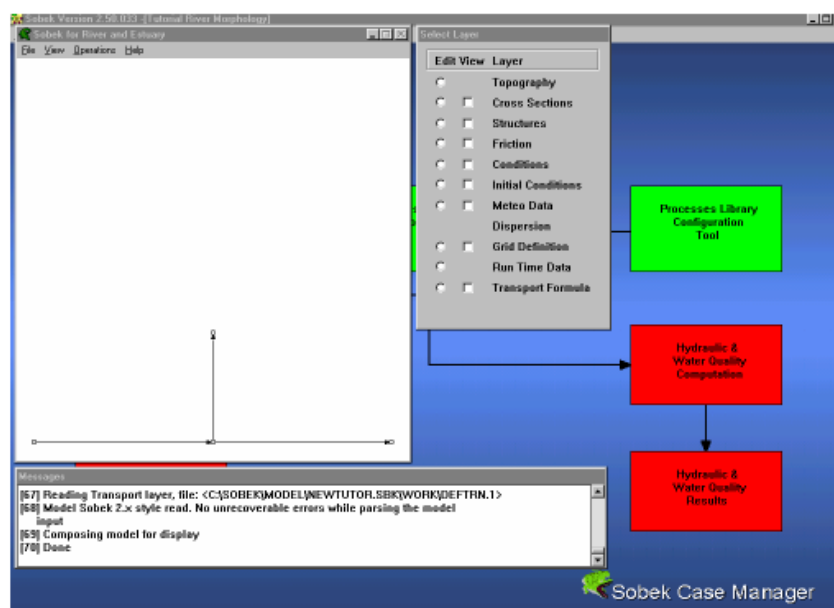 Sobek Version 2.50.033 -[Tutorial River Morphology]
Sobek for River and Estuary
File View Operations Help
Select Layer
Edit View Layer
Topography
Cross Sections
Structures
Friction
Conditions
Initial Conditions
Meteo Data
Dispersion
Grid Definition
Run Time Data
Transport Formula
Processes Library
Configuration
Tool
Hydraulic &
Water Quality
Computation
Hydraulic &
Water Quality
Results
Messages
[67] Reading Transport layer, file: <C:\SOBEK\MODEL\NEWTUTOR.SBK\WORK\DEFTRN.1>
[68] Model Sobek 2.x style read. No unrecoverable errors while parsing the model
input
[69] Composing model for display
[70] Done
Sobek Case Manager